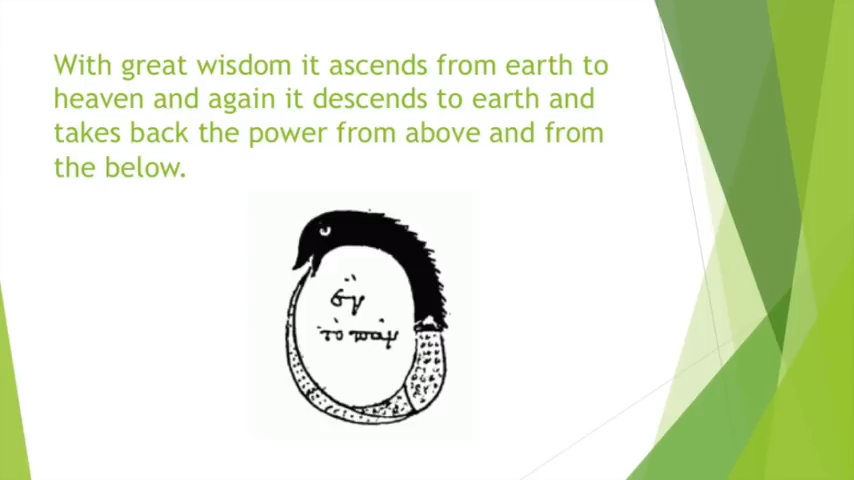 With great wisdom it ascends from earth to
heaven and again it descends to earth and
takes back the power from above and from
the below.